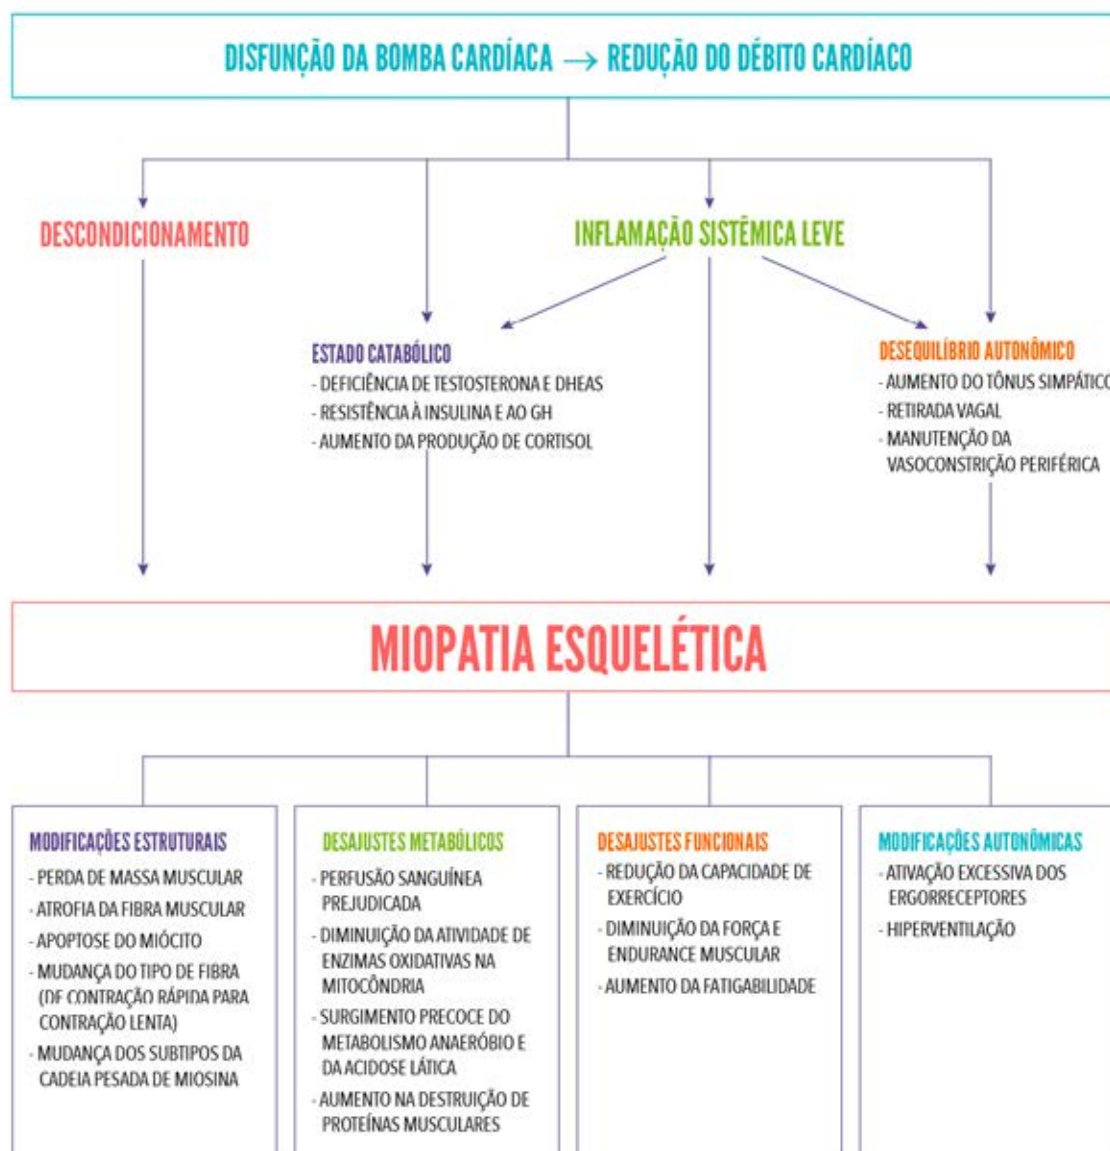 DISFUNÇÃO DA BOMBA CARDÍACA → REDUÇÃO DO DÉBITO CARDÍACO
DESCONDICIONAMENTO
INFLAMAÇÃO SISTÊMICA LEVE
ESTADO CATABÓLICO
- DEFICIÊNCIA DE TESTOSTERONA E DHEAS
- RESISTÊNCIA À INSULINA E AO GH
- AUMENTO DA PRODUÇÃO DE CORTISOL
DESEQUILÍBRIO AUTONÔMICO
- AUMENTO DO TÔNUS SIMPÁTICO
- RETIRADA VAGAL
- MANUTENÇÃO DA
VASOCONSTRIÇÃO PERIFÉRICA
MIOPATIA ESQUELÉTICA
MODIFICAÇÕES ESTRUTURAIS
- PERDA DE MASSA MUSCULAR
- ATROFIA DA FIBRA MUSCULAR
- APOPTOSE DO MIÓCITO
- MUDANÇA DO TIPO DE FIBRA
(DE CONTRAÇÃO RÁPIDA PARA
CONTRAÇÃO LENTA)
- MUDANÇA DOS SUBTIPOS DA
CADEIA PESADA DE MIOSINA
DESAJUSTES METABÓLICOS
- PERFUSÃO SANGUÍNEA
PREJUDICADA
- DIMINUIÇÃO DA ATIVIDADE DE
ENZIMAS OXIDATIVAS NA
MITOCÔNDRIA
- SURGIMENTO PRECOCE DO
METABOLISMO ANAERÓBIO E
DA ACIDOSE LÁTICA
- AUMENTO NA DESTRUIÇÃO DE
PROTEÍNAS MUSCULARES
DESAJUSTES FUNCIONAIS
- REDUÇÃO DA CAPACIDADE DE
EXERCÍCIO
- DIMINUIÇÃO DA FORÇA E
ENDURANCE MUSCULAR
- AUMENTO DA FATIGABILIDADE
MODIFICAÇÕES AUTONÔMICAS
- ATIVAÇÃO EXCESSIVA DOS
ERGORRECEPTORES
- HIPERVENTILAÇÃO